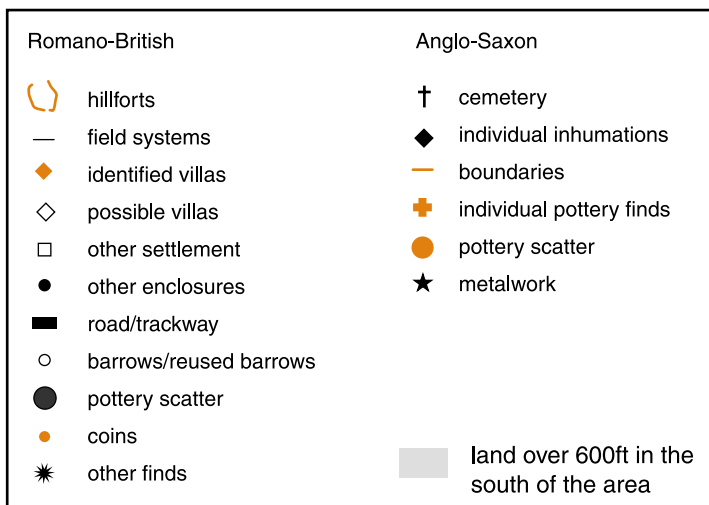 Romano-British
hillforts
field systems
identified villas
possible villas
other settlement
other enclosures
road/trackway
barrows/reused barrows
pottery scatter
coins
other finds
Anglo-Saxon
cemetery
individual inhumations
boundaries
individual pottery finds
pottery scatter
metalwork
land over 600ft in the
south of the area